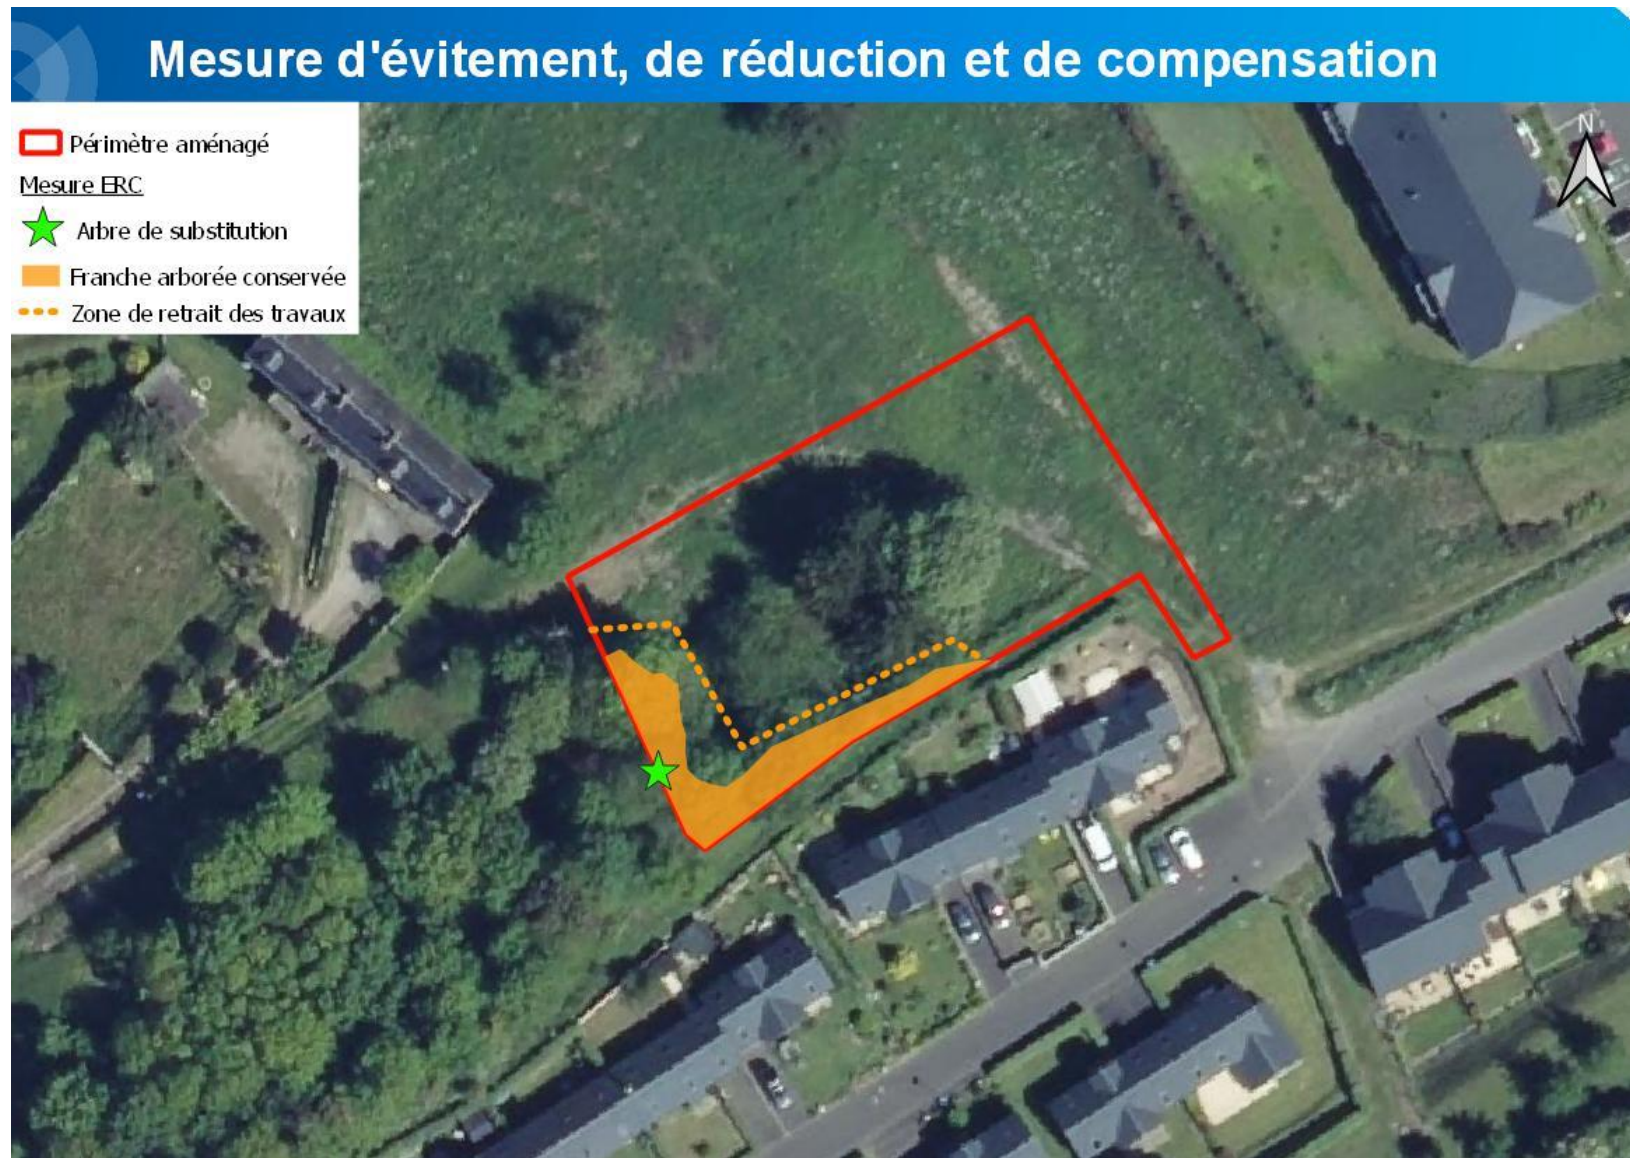 Mesure d'évitement, de réduction et de compensation
N
Périmètre aménagé
Mesure ERC
Arbre de substitution
Franche arborée conservée
Zone de retrait des travaux